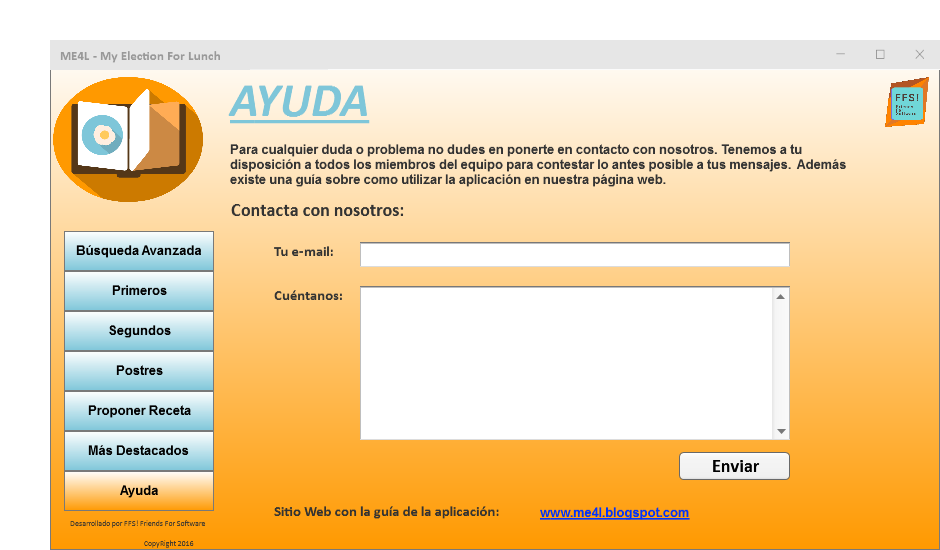 ME4L - My Election For Lunch
AYUDA
FFS!
Friends
For
Software
Para cualquier duda o problema no dudes en ponerte en contacto con nosotros. Tenemos a tu
disposición a todos los miembros del equipo para contestar lo antes posible a tus mensajes. Además
existe una guía sobre como utilizar la aplicación en nuestra página web.
Contacta con nosotros:
Búsqueda Avanzada
Primeros
Segundos
Postres
Proponer Receta
Más Destacados
Ayuda
Tu e-mail:
Cuéntanos:
Enviar
Sitio Web con la guía de la aplicación: www.me4l.blogspot.com
Desarrollado por FFS! Friends For Software
CopyRight 2016